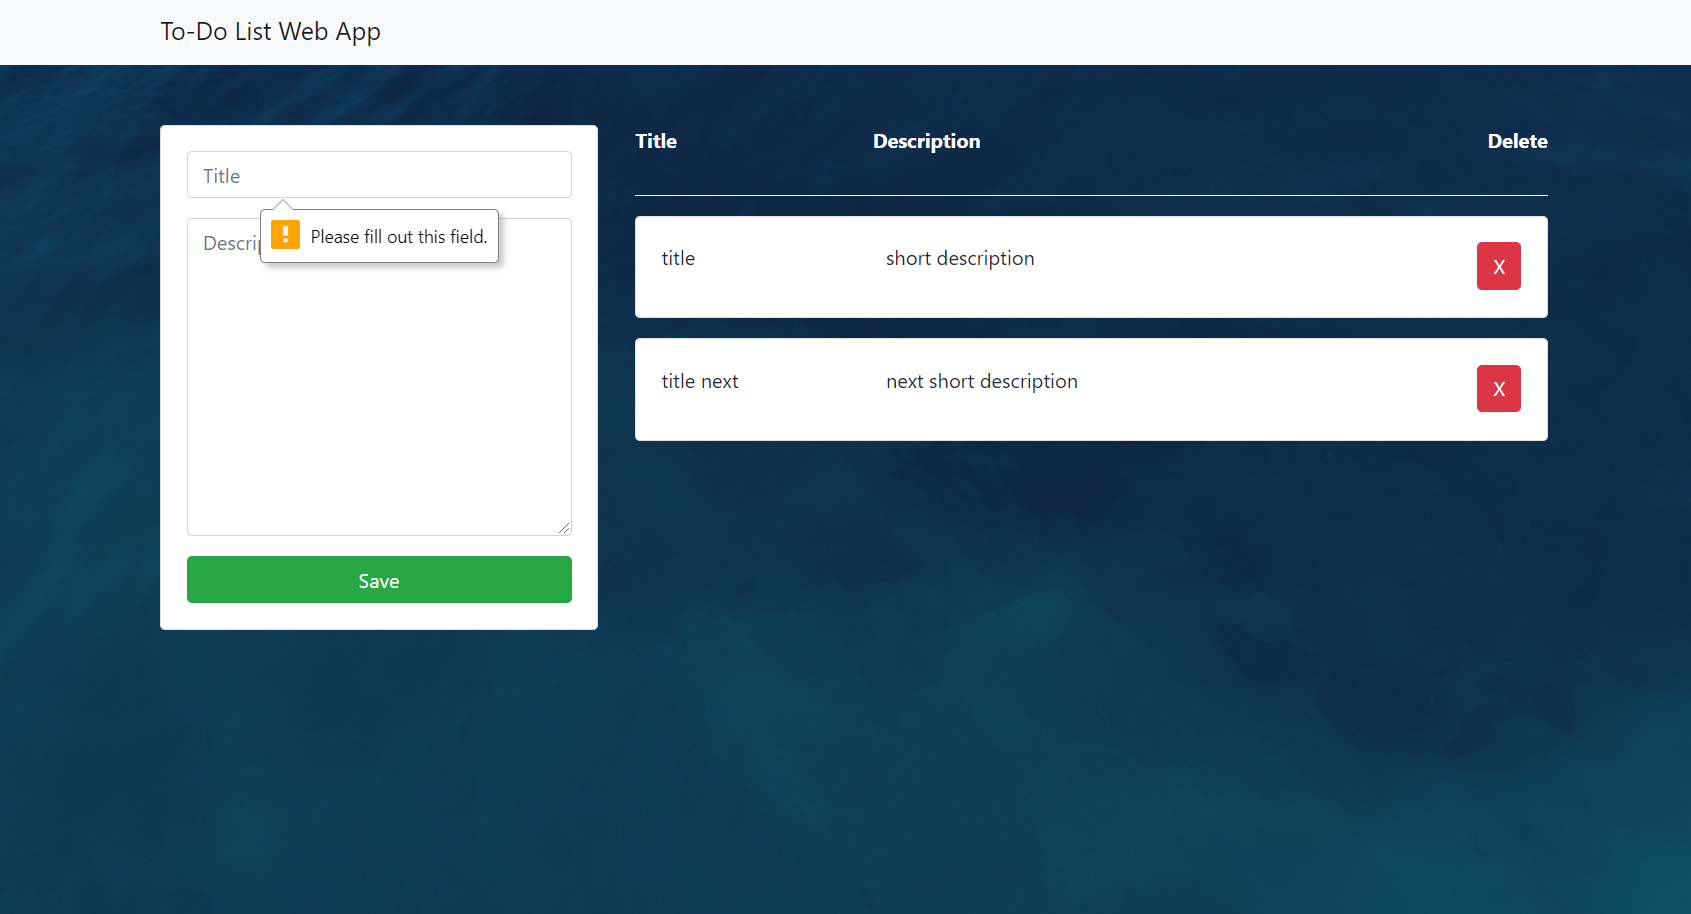 To-Do List Web App
Title
Please fill out this field.
Descrip
Save
Title Description Delete
title short description X
title next next short description X